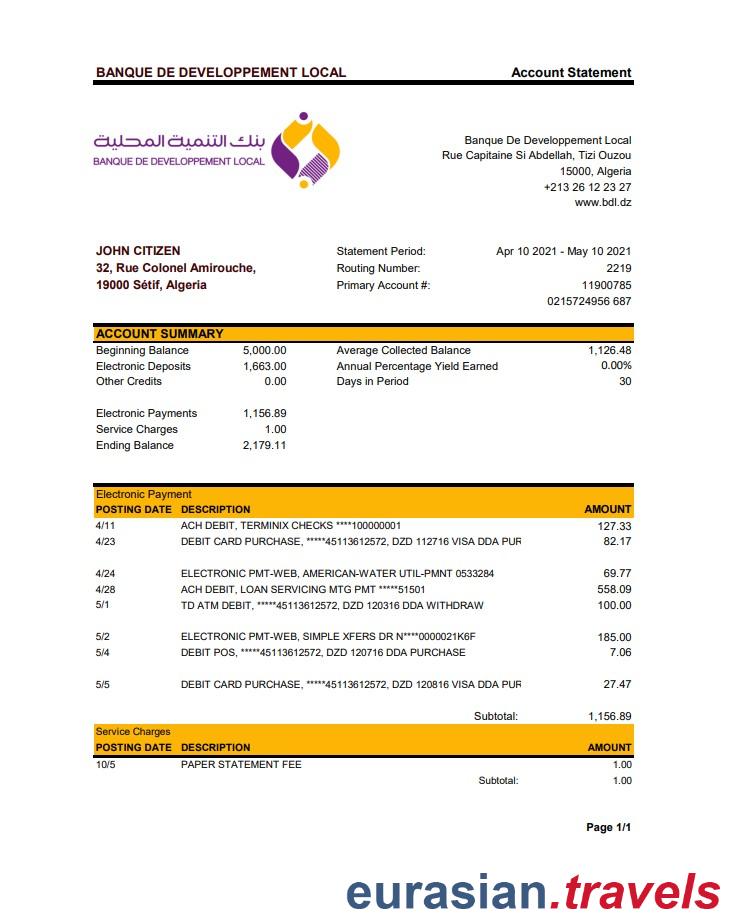 BANQUE DE DEVELOPPEMENT LOCAL Account Statement
بنك التنمية المحلية
BANQUE DE DEVELOPPEMENT LOCAL
Banque De Developpement Local
Rue Capitaine Si Abdellah, Tizi Ouzou
15000, Algeria
+213 26 12 23 27
www.bdl.dz
JOHN CITIZEN
32, Rue Colonel Amirouche,
19000 Sétif, Algeria
Statement Period: Apr 10 2021 - May 10 2021
Routing Number: 2219
Primary Account #: 11900785
0215724956 687
ACCOUNT SUMMARY
Beginning Balance 5,000.00 Average Collected Balance 1,126.48
Electronic Deposits 1,663.00 Annual Percentage Yield Earned 0.00%
Other Credits 0.00 Days in Period 30
Electronic Payments 1,156.89
Service Charges 1.00
Ending Balance 2,179.11
Electronic Payment
POSTING DATE DESCRIPTION AMOUNT
4/11 ACH DEBIT, TERMINIX CHECKS ****100000001 127.33
4/23 DEBIT CARD PURCHASE, *****45113612572, DZD 112716 VISA DDA PUR 82.17
4/24 ELECTRONIC PMT-WEB, AMERICAN-WATER UTIL-PMNT 0533284 69.77
4/28 ACH DEBIT, LOAN SERVICING MTG PMT *****51501 558.09
5/1 TD ATM DEBIT, *****45113612572, DZD 120316 DDA WITHDRAW 100.00
5/2 ELECTRONIC PMT-WEB, SIMPLE XFERS DR N****0000021K6F 185.00
5/4 DEBIT POS, *****45113612572, DZD 120716 DDA PURCHASE 7.06
5/5 DEBIT CARD PURCHASE, *****45113612572, DZD 120816 VISA DDA PUR 27.47
Subtotal: 1,156.89
Service Charges
POSTING DATE DESCRIPTION AMOUNT
10/5 PAPER STATEMENT FEE 1.00
Subtotal: 1.00
Page 1/1
eurasian.travels